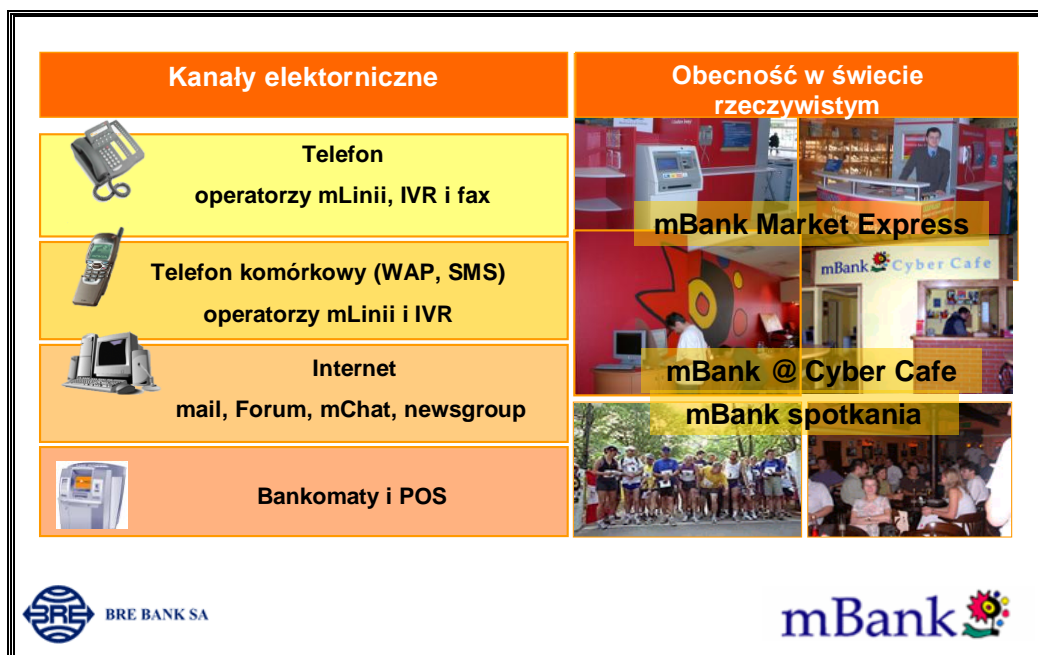 Kanały elektorniczne
Telefon
operatorzy mLinii, IVR i fax
Telefon komórkowy (WAP, SMS)
operatorzy mLinii i IVR
Internet
mail, Forum, mChat, newsgroup
Bankomaty i POS
Obecność w świecie
rzeczywistym
mBank Market Express
mBank Cyber Cafe
mBank @ Cyber Cafe
mBank spotkania
BRE
BRE BANK SA
mBank